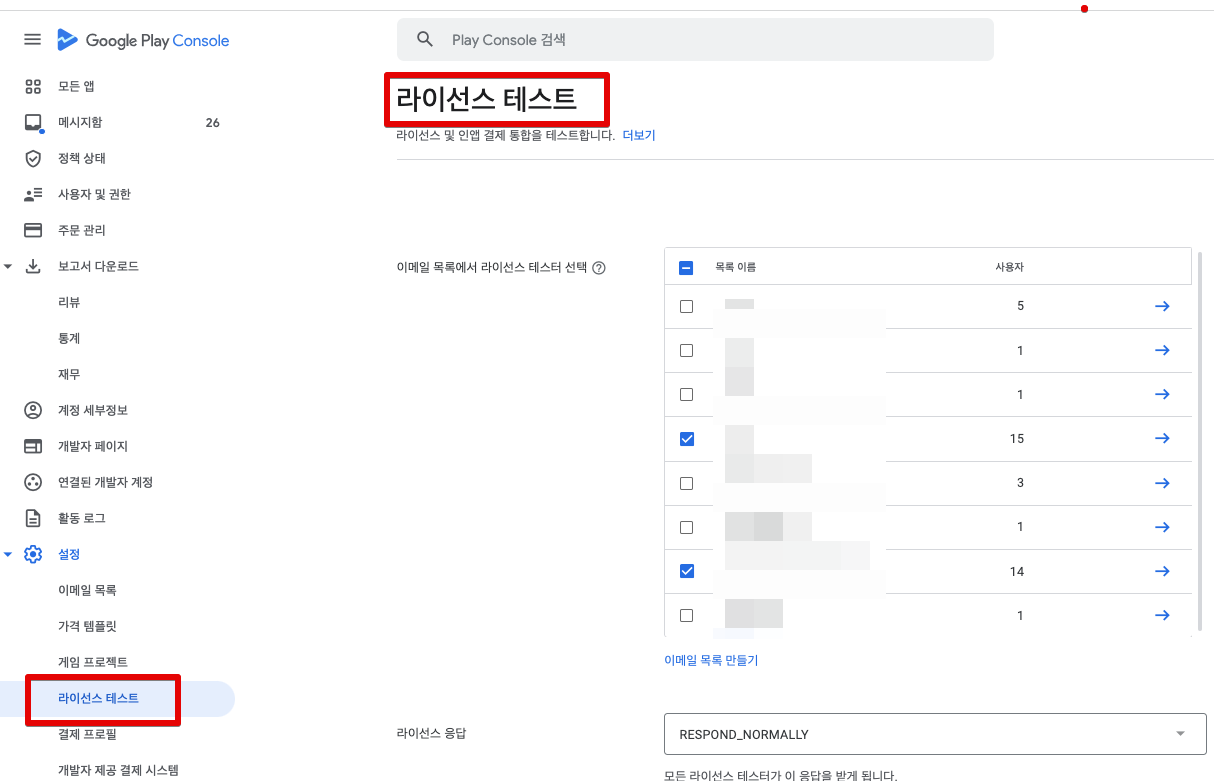 Google Play Console
Play Console 검색
모든 앱
메시지함 26
정책 상태
사용자 및 권한
주문 관리
보고서 다운로드
리뷰
통계
재무
계정 세부정보
개발자 페이지
연결된 개발자 계정
활동 로그
설정
이메일 목록
가격 템플릿
게임 프로젝트
라이선스 테스트
결제 프로필
개발자 제공 결제 시스템
라이선스 테스트
라이선스 및 인앱 결제 통합을 테스트합니다. 더보기
이메일 목록에서 라이선스 테스터 선택
목록 이름 사용자
5
1
1
15
3
1
14
1
이메일 목록 만들기
라이선스 응답
RESPOND_NORMALLY
모든 라이선스 테스터가 이 응답을 받게 됩니다.